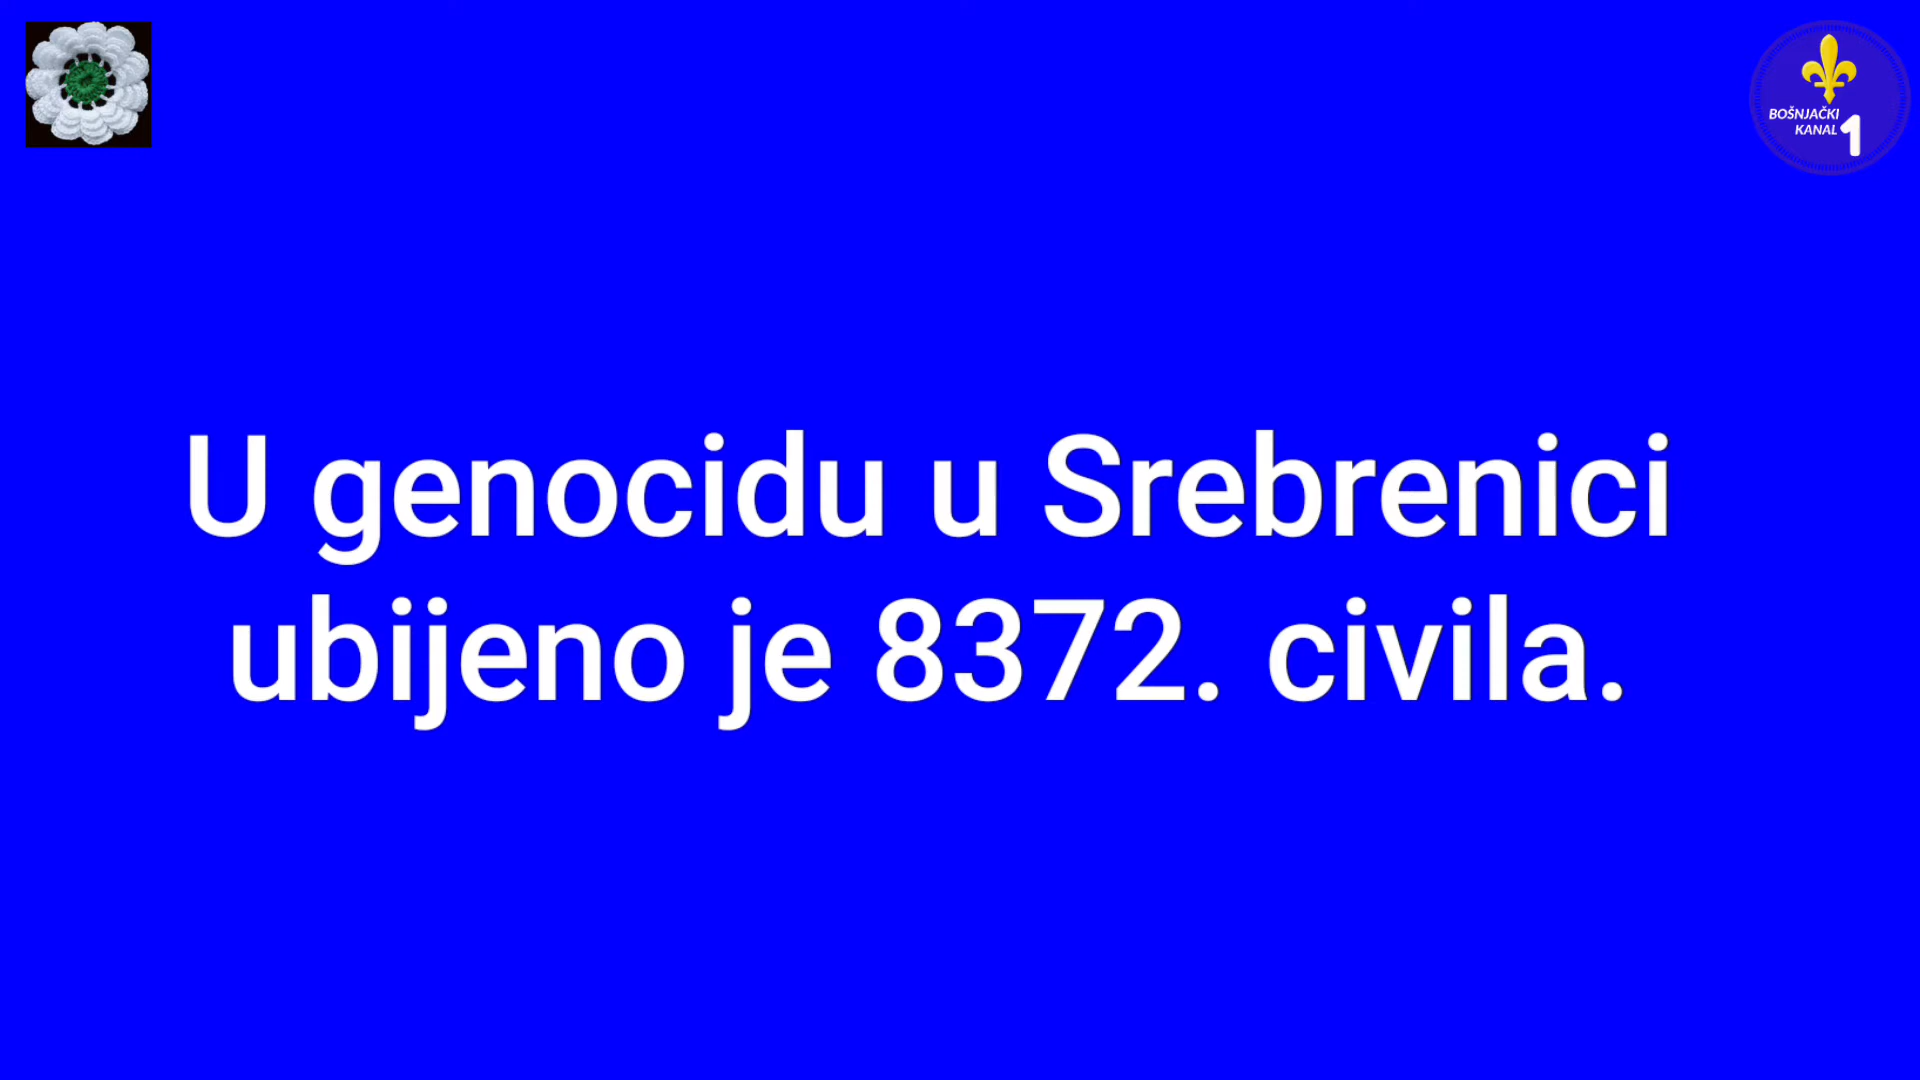 BOŠNJAČKI
KANAL 1
U genocidu u Srebrenici
ubijeno je 8372. civila.